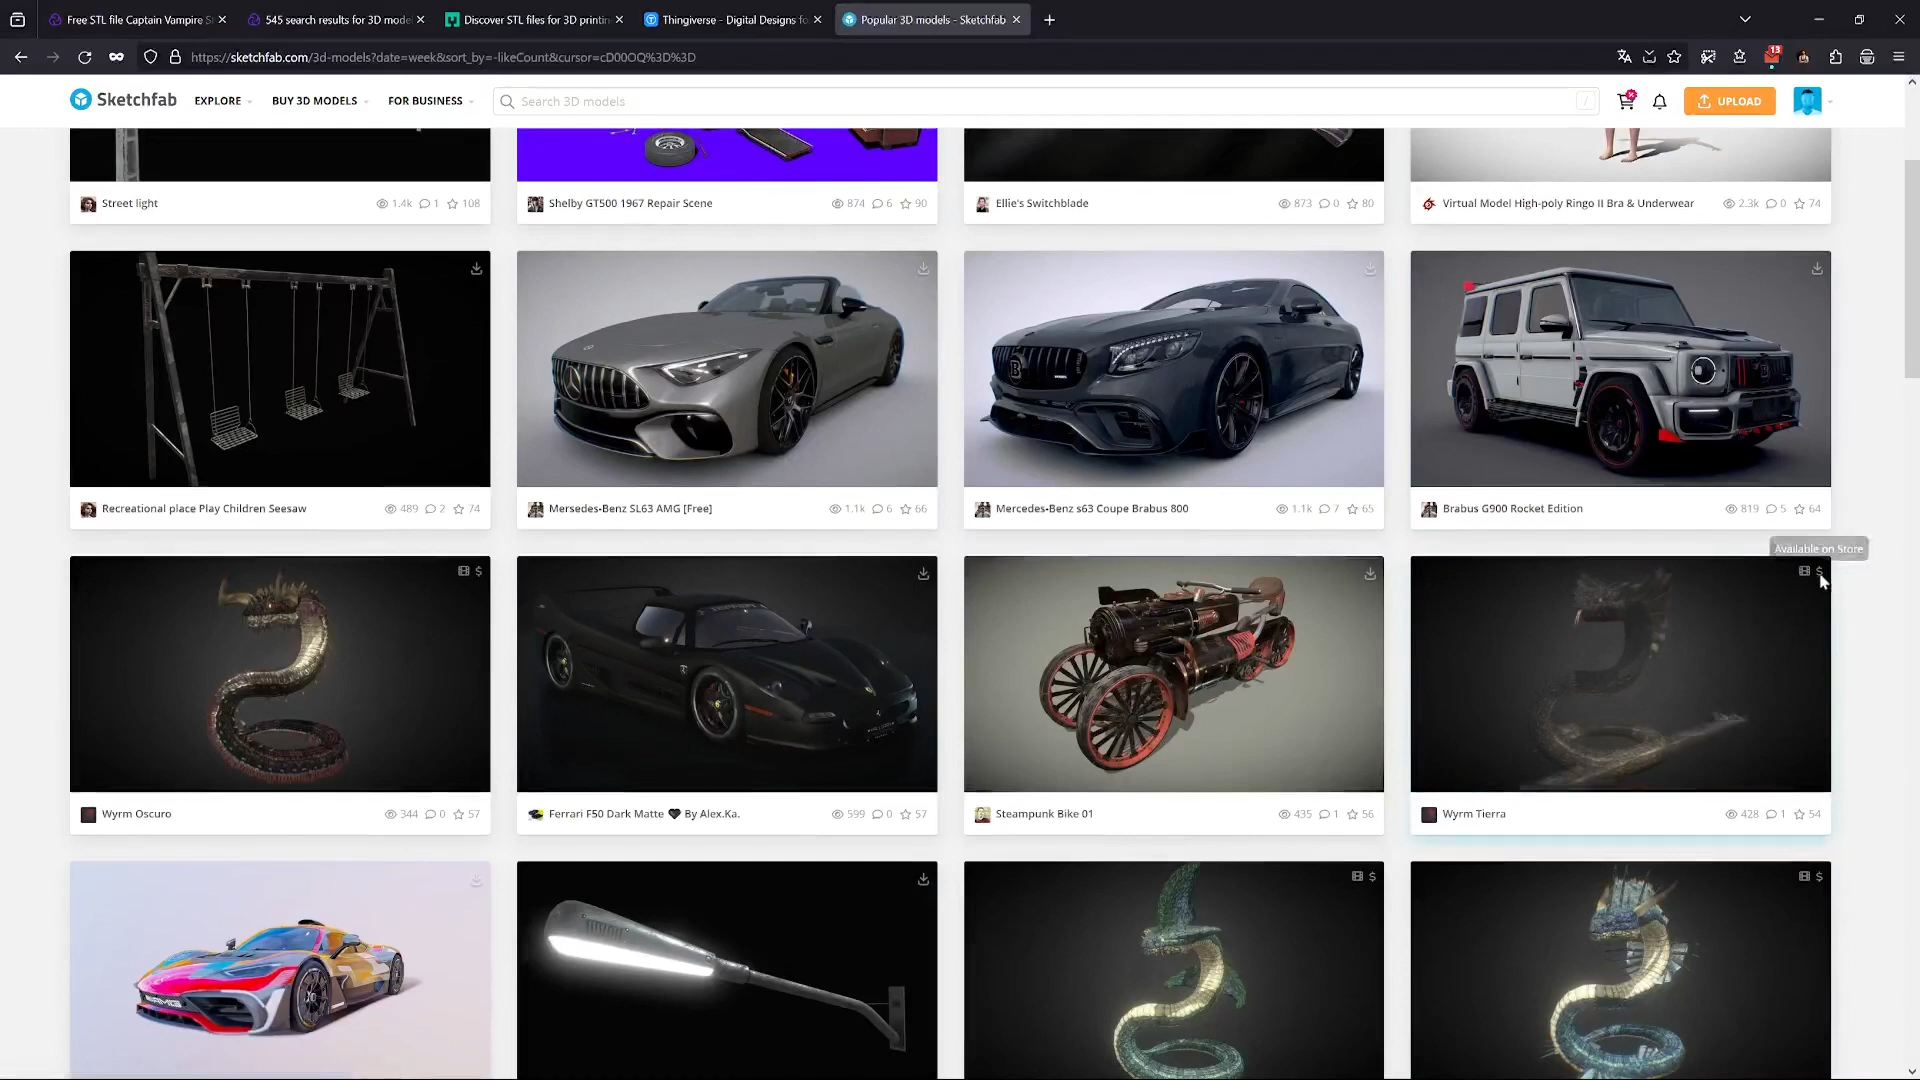 Free STL file Captain Vampire S
545 search results for 3D mode
Discover STL files for 3D printin
Thingiverse - Digital Designs fo
Popular 3D models - Sketchfab
https://sketchfab.com/3d-models?date=week&sort_by=-likeCount&cursor=cD00OQ%3D%3D
13
Sketchfab
EXPLORE
BUY 3D MODELS
FOR BUSINESS
Search 3D models
/
UPLOAD
Street light
1.4k 1 108
Shelby GT500 1967 Repair Scene
874 6 90
Ellie's Switchblade
873 0 80
Virtual Model High-poly Ringo II Bra & Underwear
2.3k 0 74
Recreational place Play Children Seesaw
489 2 74
Mersedes-Benz SL63 AMG [Free]
1.1k 6 66
Mercedes-Benz s63 Coupe Brabus 800
1.1k 7 65
Brabus G900 Rocket Edition
819 5 64
Available on Store
$
$
Wyrm Oscuro
344 0 57
Ferrari F50 Dark Matte 🖤 By Alex.Ka.
599 0 57
Steampunk Bike 01
435 1 56
Wyrm Tierra
428 1 54
$
$